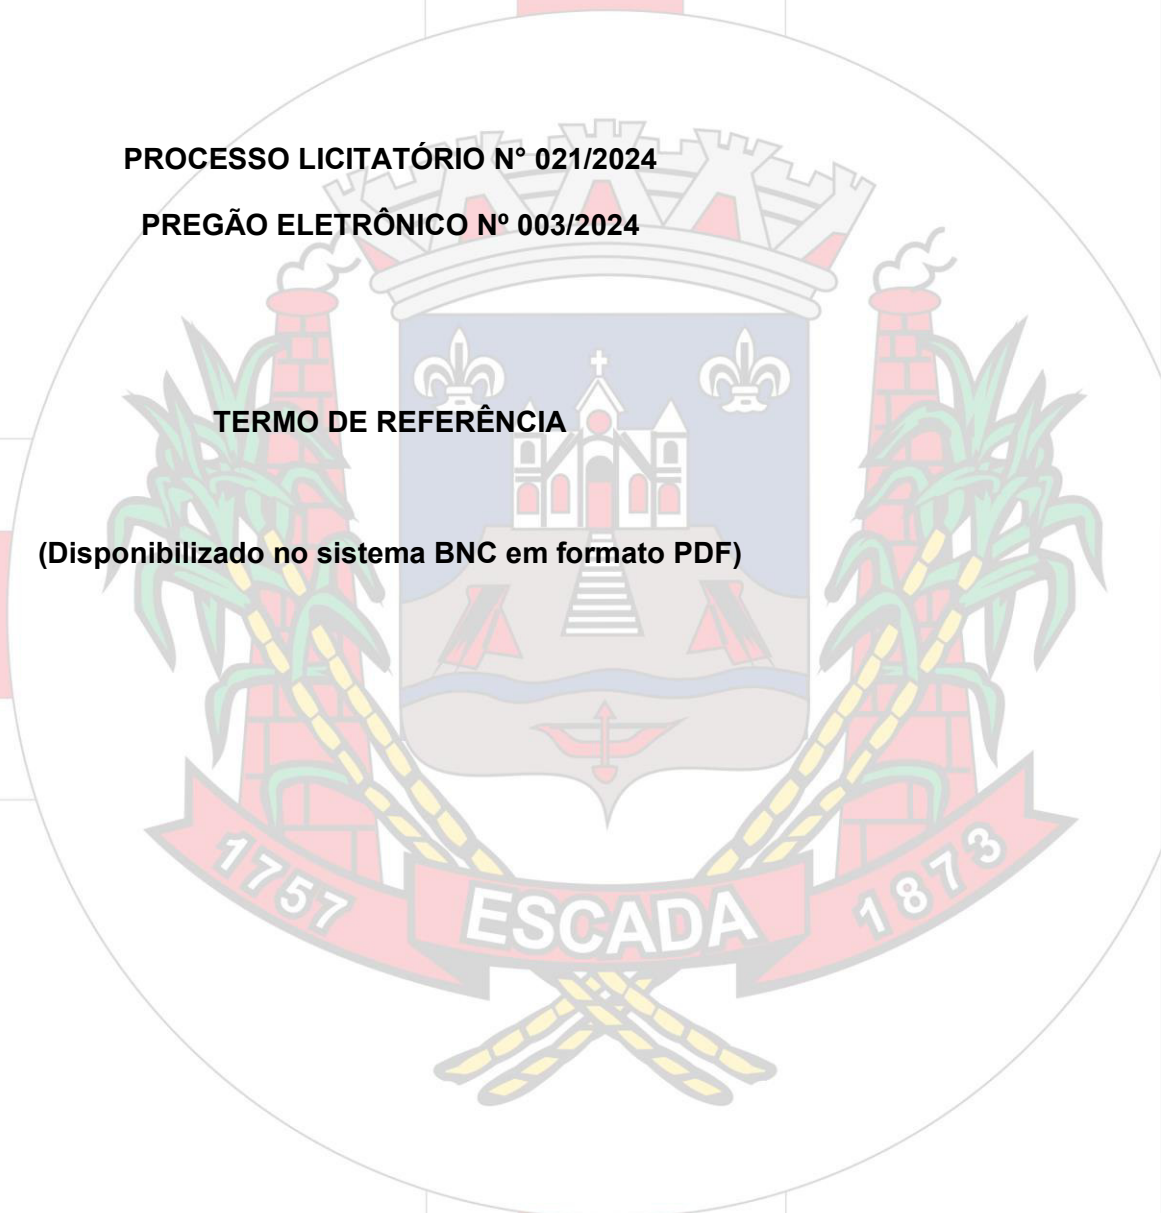 PROCESSO LICITATÓRIO N° 021/2024
PREGÃO ELETRÔNICO Nº 003/2024
TERMO DE REFERÊNCIA
(Disponibilizado no sistema BNC em formato PDF)
1757
ESCADA
1873